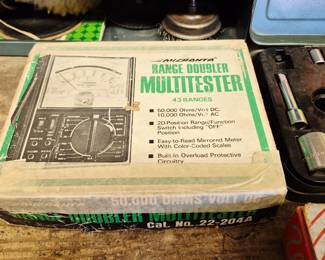 MICRONTA
RANGE DOUBLER
MULTITESTER
43 RANGES
■ 50,000 Ohms/Volt DC,
10,000 Ohms/Volt AC
■ 20-Position Range/Function
Switch Including "OFF"
Position
■ Easy-to-Read Mirrored Meter
With Color-Coded Scales
■ Built-In Overload Protective
Circuitry
50,000 OHMS VOLT DC
RANGE DOUBLER MULTITESTER
Cat. No. 22-204A